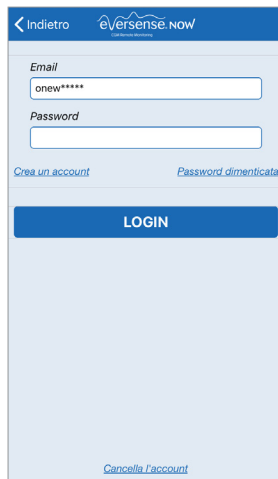 Indietro
eversense. NOW
CGM Remote Monitoring
Email
onew*****
Password
Crea un account
Password dimenticata
LOGIN
Cancella l'account